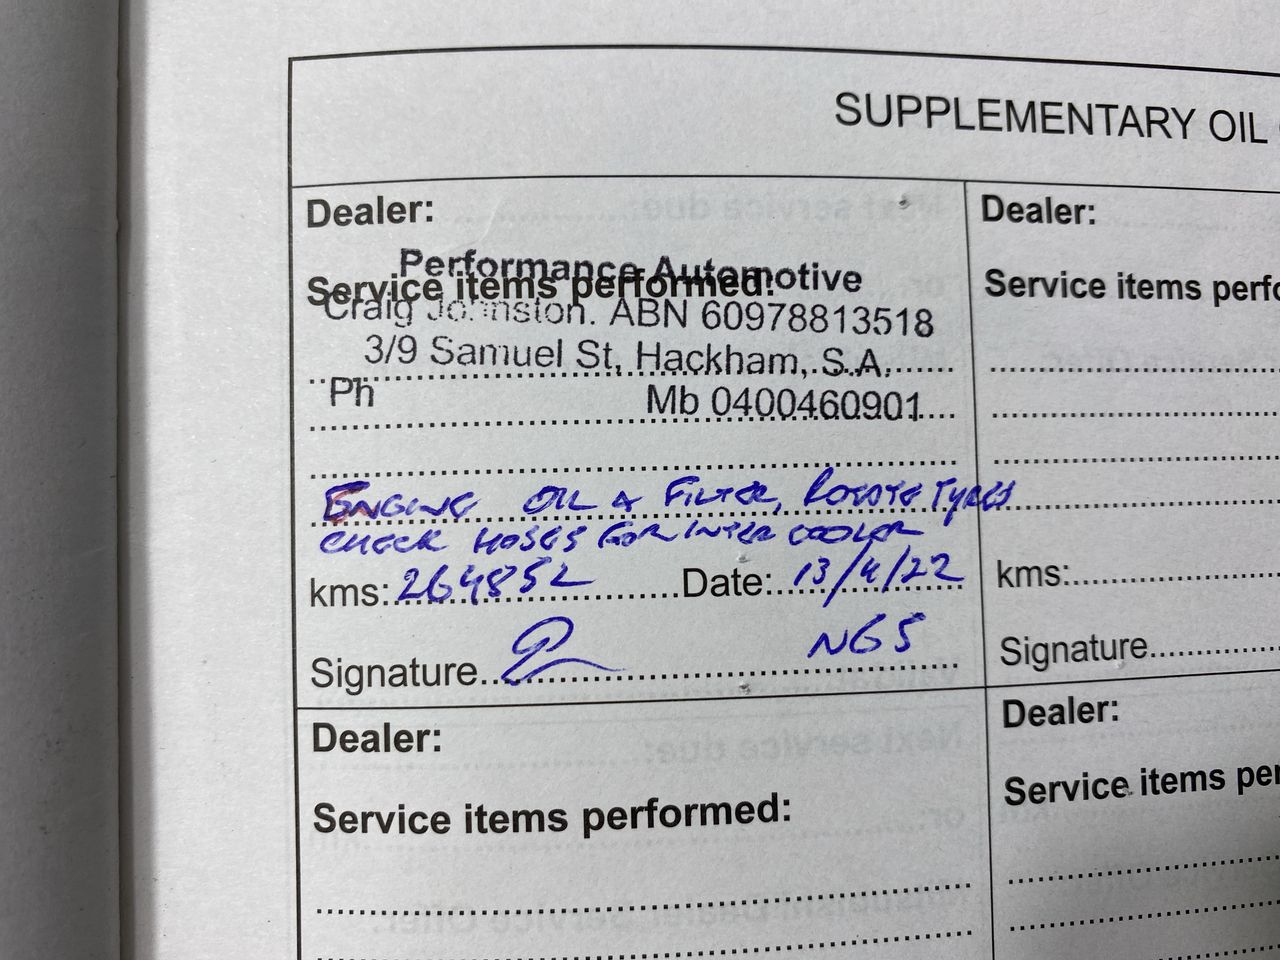 SUPPLEMENTARY OIL
Dealer:
Performance Automotive
Service items performed:
Craig Johnston. ABN 60978813518
3/9 Samuel St, Hackham, S.A.
Ph Mb 0400460901
ENGINE OIL & FILTER, ROTATE TYRES
CHECK HOSES FOR INTER COOLER
kms: 264852 Date: 13/4/22
Signature NG5
Dealer:
Service items perfo
kms:
Signature
Dealer:
Service items performed:
Dealer:
Service items per